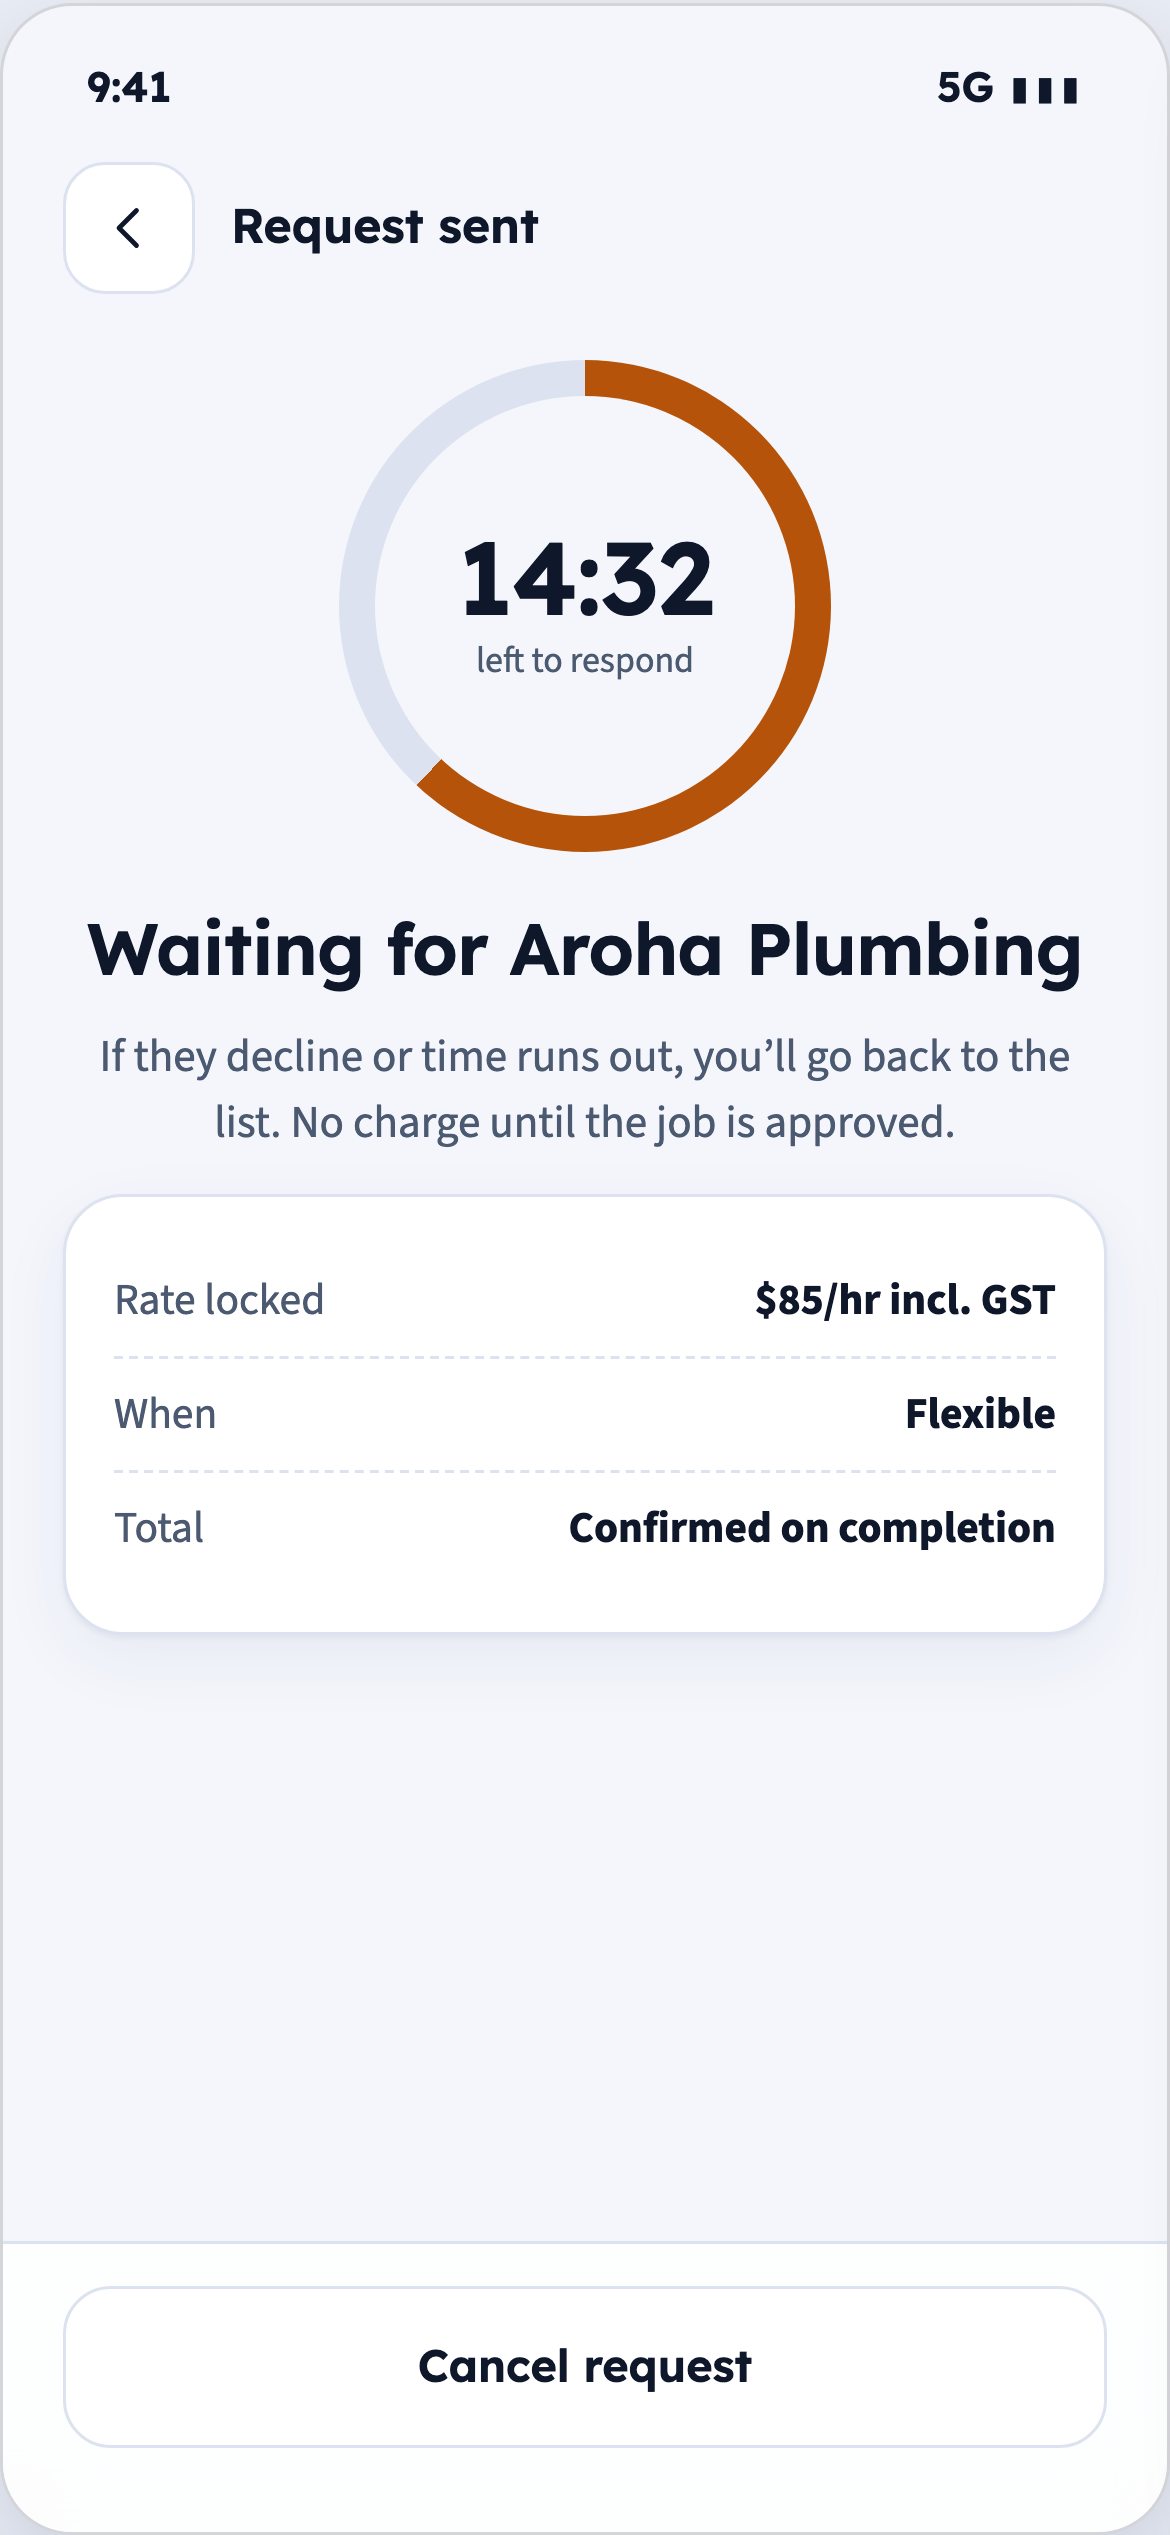 9:41
5G
Request sent
14:32
left to respond
Waiting for Aroha Plumbing
If they decline or time runs out, you’ll go back to the
list. No charge until the job is approved.
Rate locked $85/hr incl. GST
When Flexible
Total Confirmed on completion
Cancel request